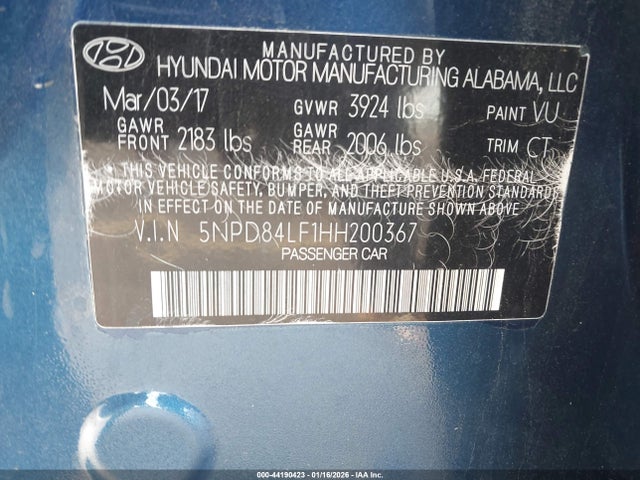 MANUFACTURED BY
HYUNDAI MOTOR MANUFACTURING ALABAMA, LLC
Mar/03/17 GVWR 3924 lbs PAINT VU
GAWR FRONT 2183 lbs GAWR REAR 2006 lbs TRIM CT
* THIS VEHICLE CONFORMS TO ALL APPLICABLE U.S.A. FEDERAL
MOTOR VEHICLE SAFETY, BUMPER, AND THEFT PREVENTION STANDARDS
IN EFFECT ON THE DATE OF MANUFACTURE SHOWN ABOVE.
V.I.N 5NPD84LF1HH200367
PASSENGER CAR
000-44190423 - 01/16/2026 - IAA Inc.